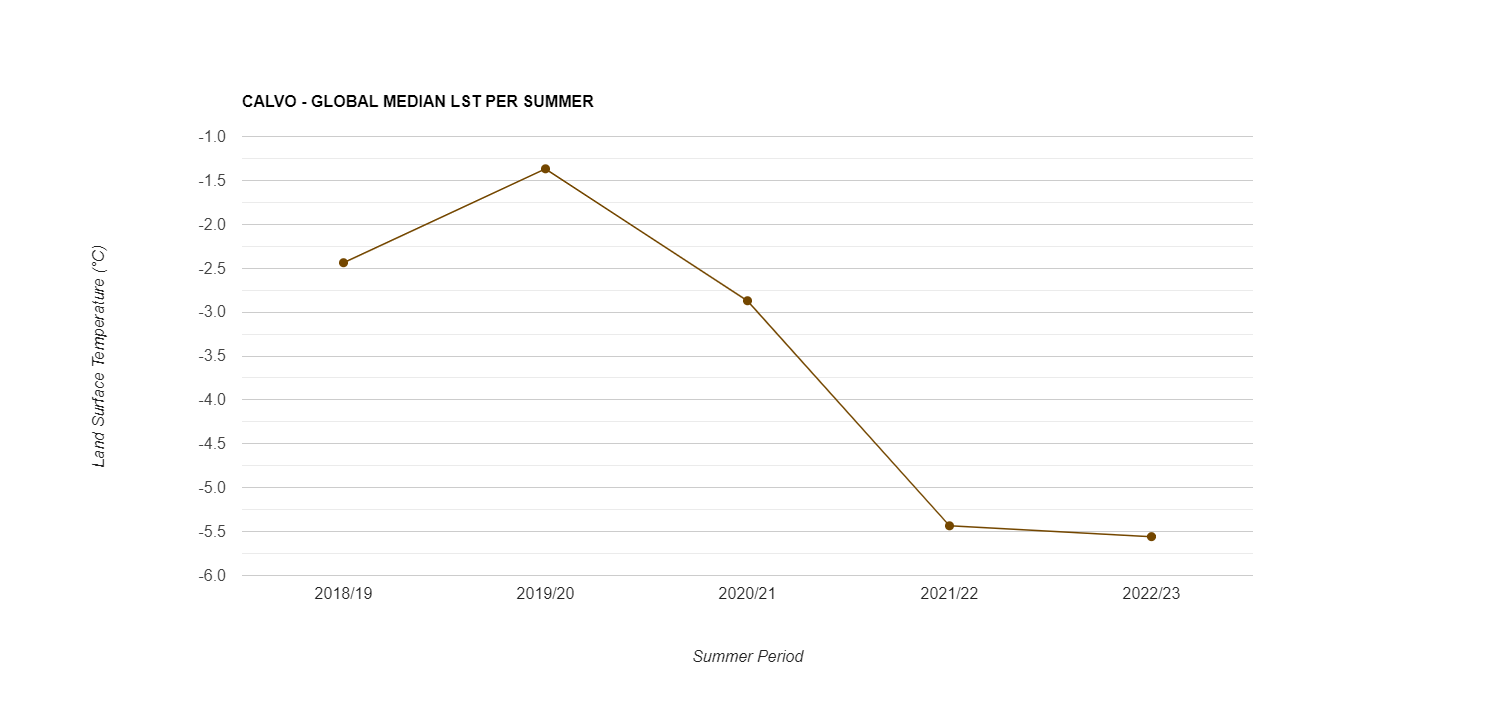 CALVO - GLOBAL MEDIAN LST PER SUMMER
Land Surface Temperature (°C)
-1.0
-1.5
-2.0
-2.5
-3.0
-3.5
-4.0
-4.5
-5.0
-5.5
-6.0
2018/19 2019/20 2020/21 2021/22 2022/23
Summer Period